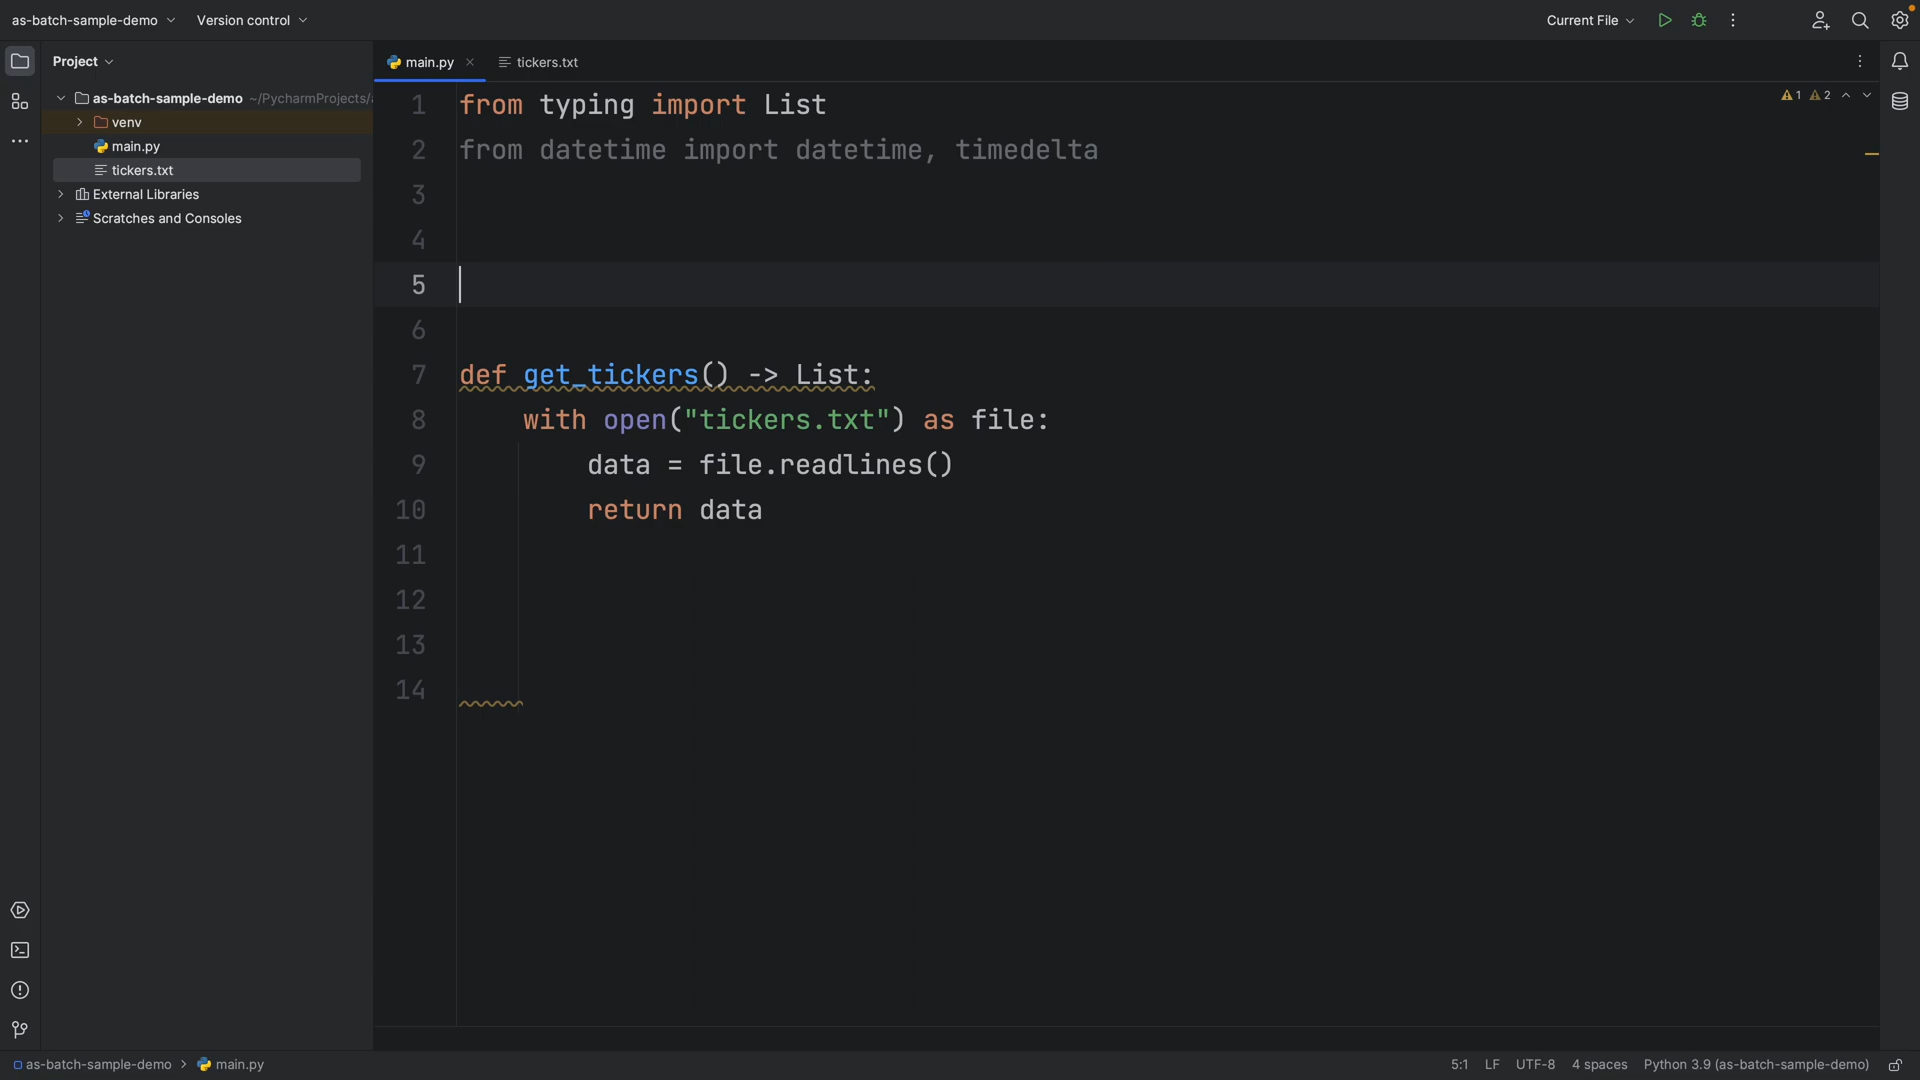 as-batch-sample-demo Version control Current File
Project
main.py tickers.txt
as-batch-sample-demo ~/PycharmProjects/
venv
main.py
tickers.txt
External Libraries
Scratches and Consoles
1 from typing import List
2 from datetime import datetime, timedelta
3
4
5
6
7 def get_tickers() -> List:
8 with open("tickers.txt") as file:
9 data = file.readlines()
10 return data
11
12
13
14
1 2
as-batch-sample-demo > main.py 5:1 LF UTF-8 4 spaces Python 3.9 (as-batch-sample-demo)